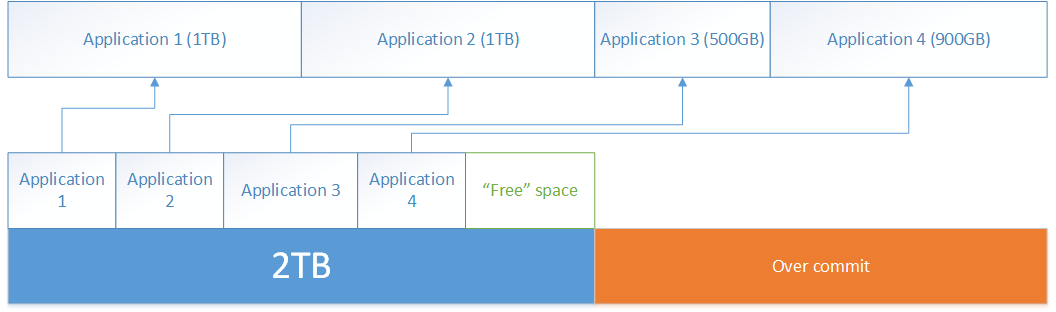 Application 1 (1TB)
Application 2 (1TB)
Application 3 (500GB)
Application 4 (900GB)
Application
1
Application
2
Application 3
Application
4
“Free” space
2TB
Over commit